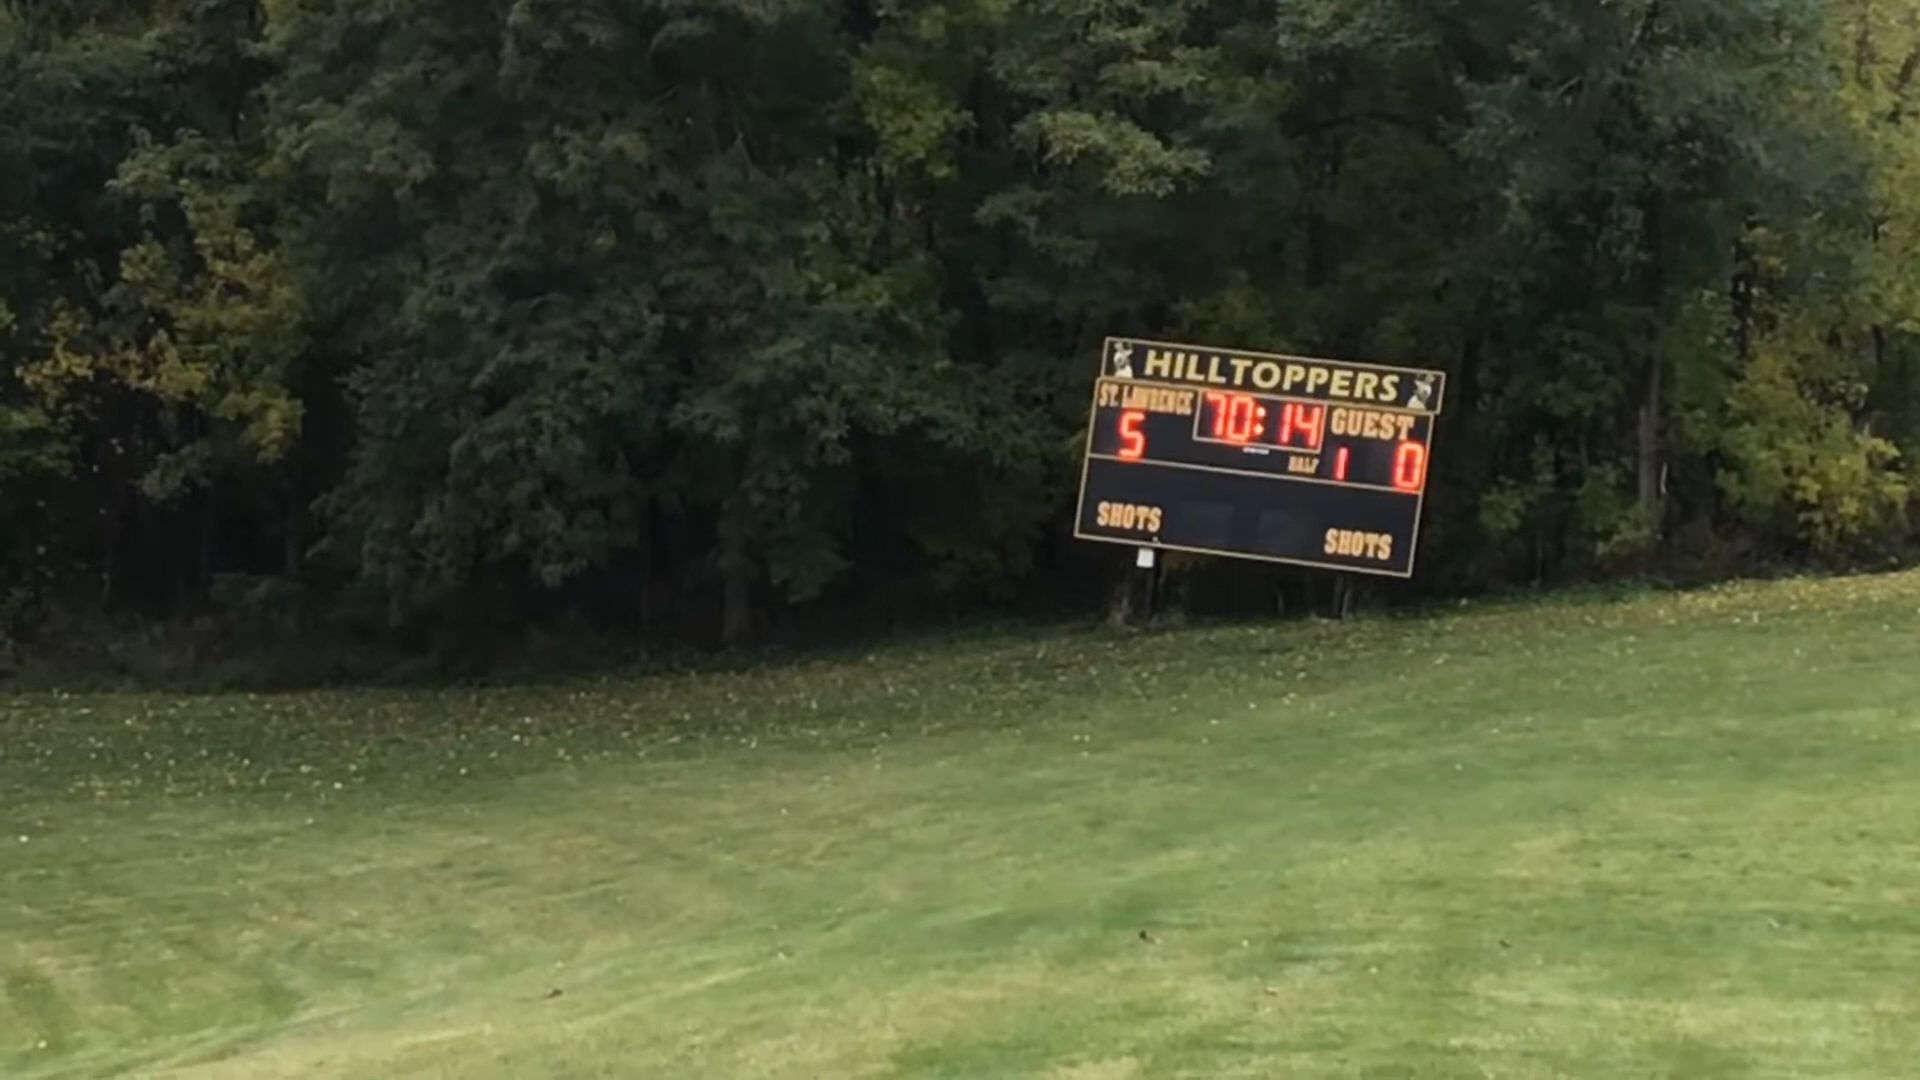 HILLTOPPERS
ST. LAWRENCE 70:14 GUEST
5 HALF 1 0
SHOTS SHOTS